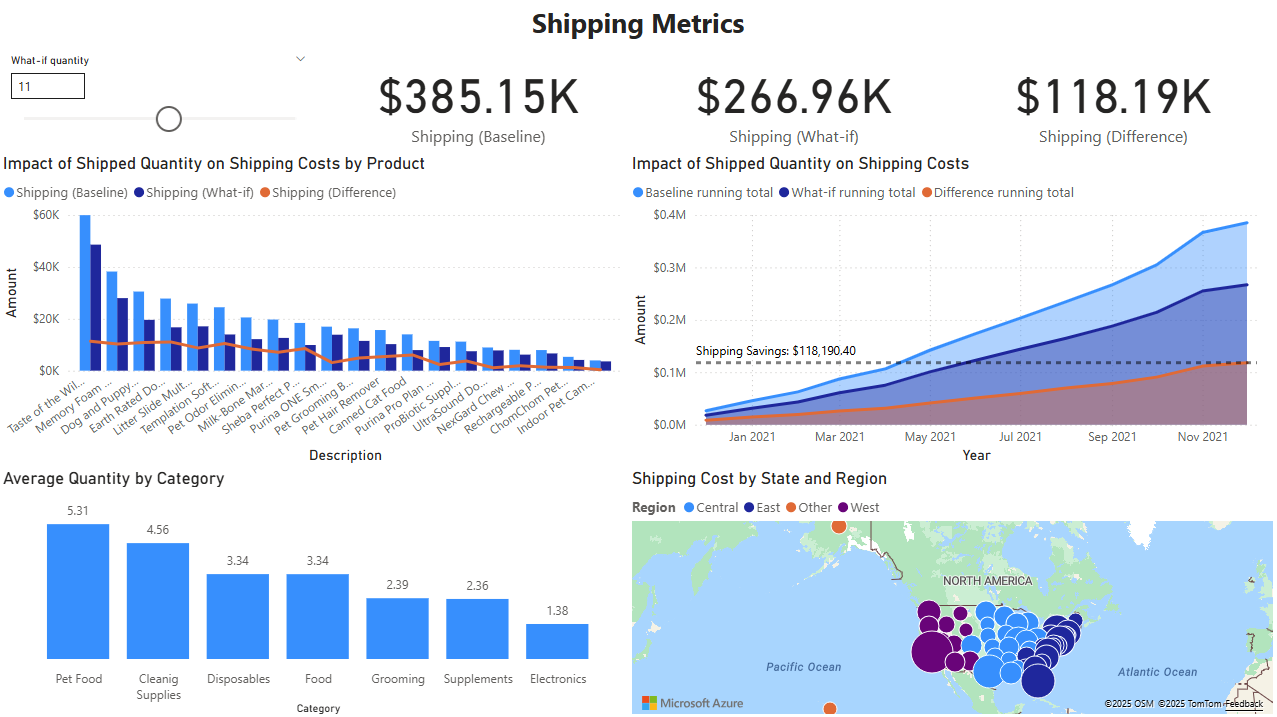 Shipping Metrics
What-if quantity
11
$385.15K
Shipping (Baseline)
$266.96K
Shipping (What-if)
$118.19K
Shipping (Difference)
Impact of Shipped Quantity on Shipping Costs by Product
Shipping (Baseline) Shipping (What-if) Shipping (Difference)
Amount
$60K
$40K
$20K
$0K
Taste of the Wil...
Memory Foam ...
Dog and Puppy...
Earth Rated Do...
Litter Slide Mult...
Templation Soft...
Pet Odor Elimin...
Milk-Bone Mar...
Sheba Perfect P...
Purina ONE Sm...
Pet Grooming B...
Pet Hair Remover
Canned Cat Food
Purina Pro Plan ...
ProBiotic Suppl...
UltraSound Do...
NexGard Chew ...
Rechargeable P...
ChomChom Pet...
Indoor Pet Cam...
Description
Impact of Shipped Quantity on Shipping Costs
Baseline running total What-if running total Difference running total
Amount
$0.4M
$0.3M
$0.2M
$0.1M
$0.0M
Shipping Savings: $118,190.40
Jan 2021 Mar 2021 May 2021 Jul 2021 Sep 2021 Nov 2021
Year
Average Quantity by Category
5.31
4.56
3.34
3.34
2.39
2.36
1.38
Pet Food
Cleanig
Supplies
Disposables
Food
Grooming
Supplements
Electronics
Category
Shipping Cost by State and Region
Region Central East Other West
NORTH AMERICA
Pacific Ocean
Atlantic Ocean
Microsoft Azure
©2025 OSM ©2025 TomTom Feedback